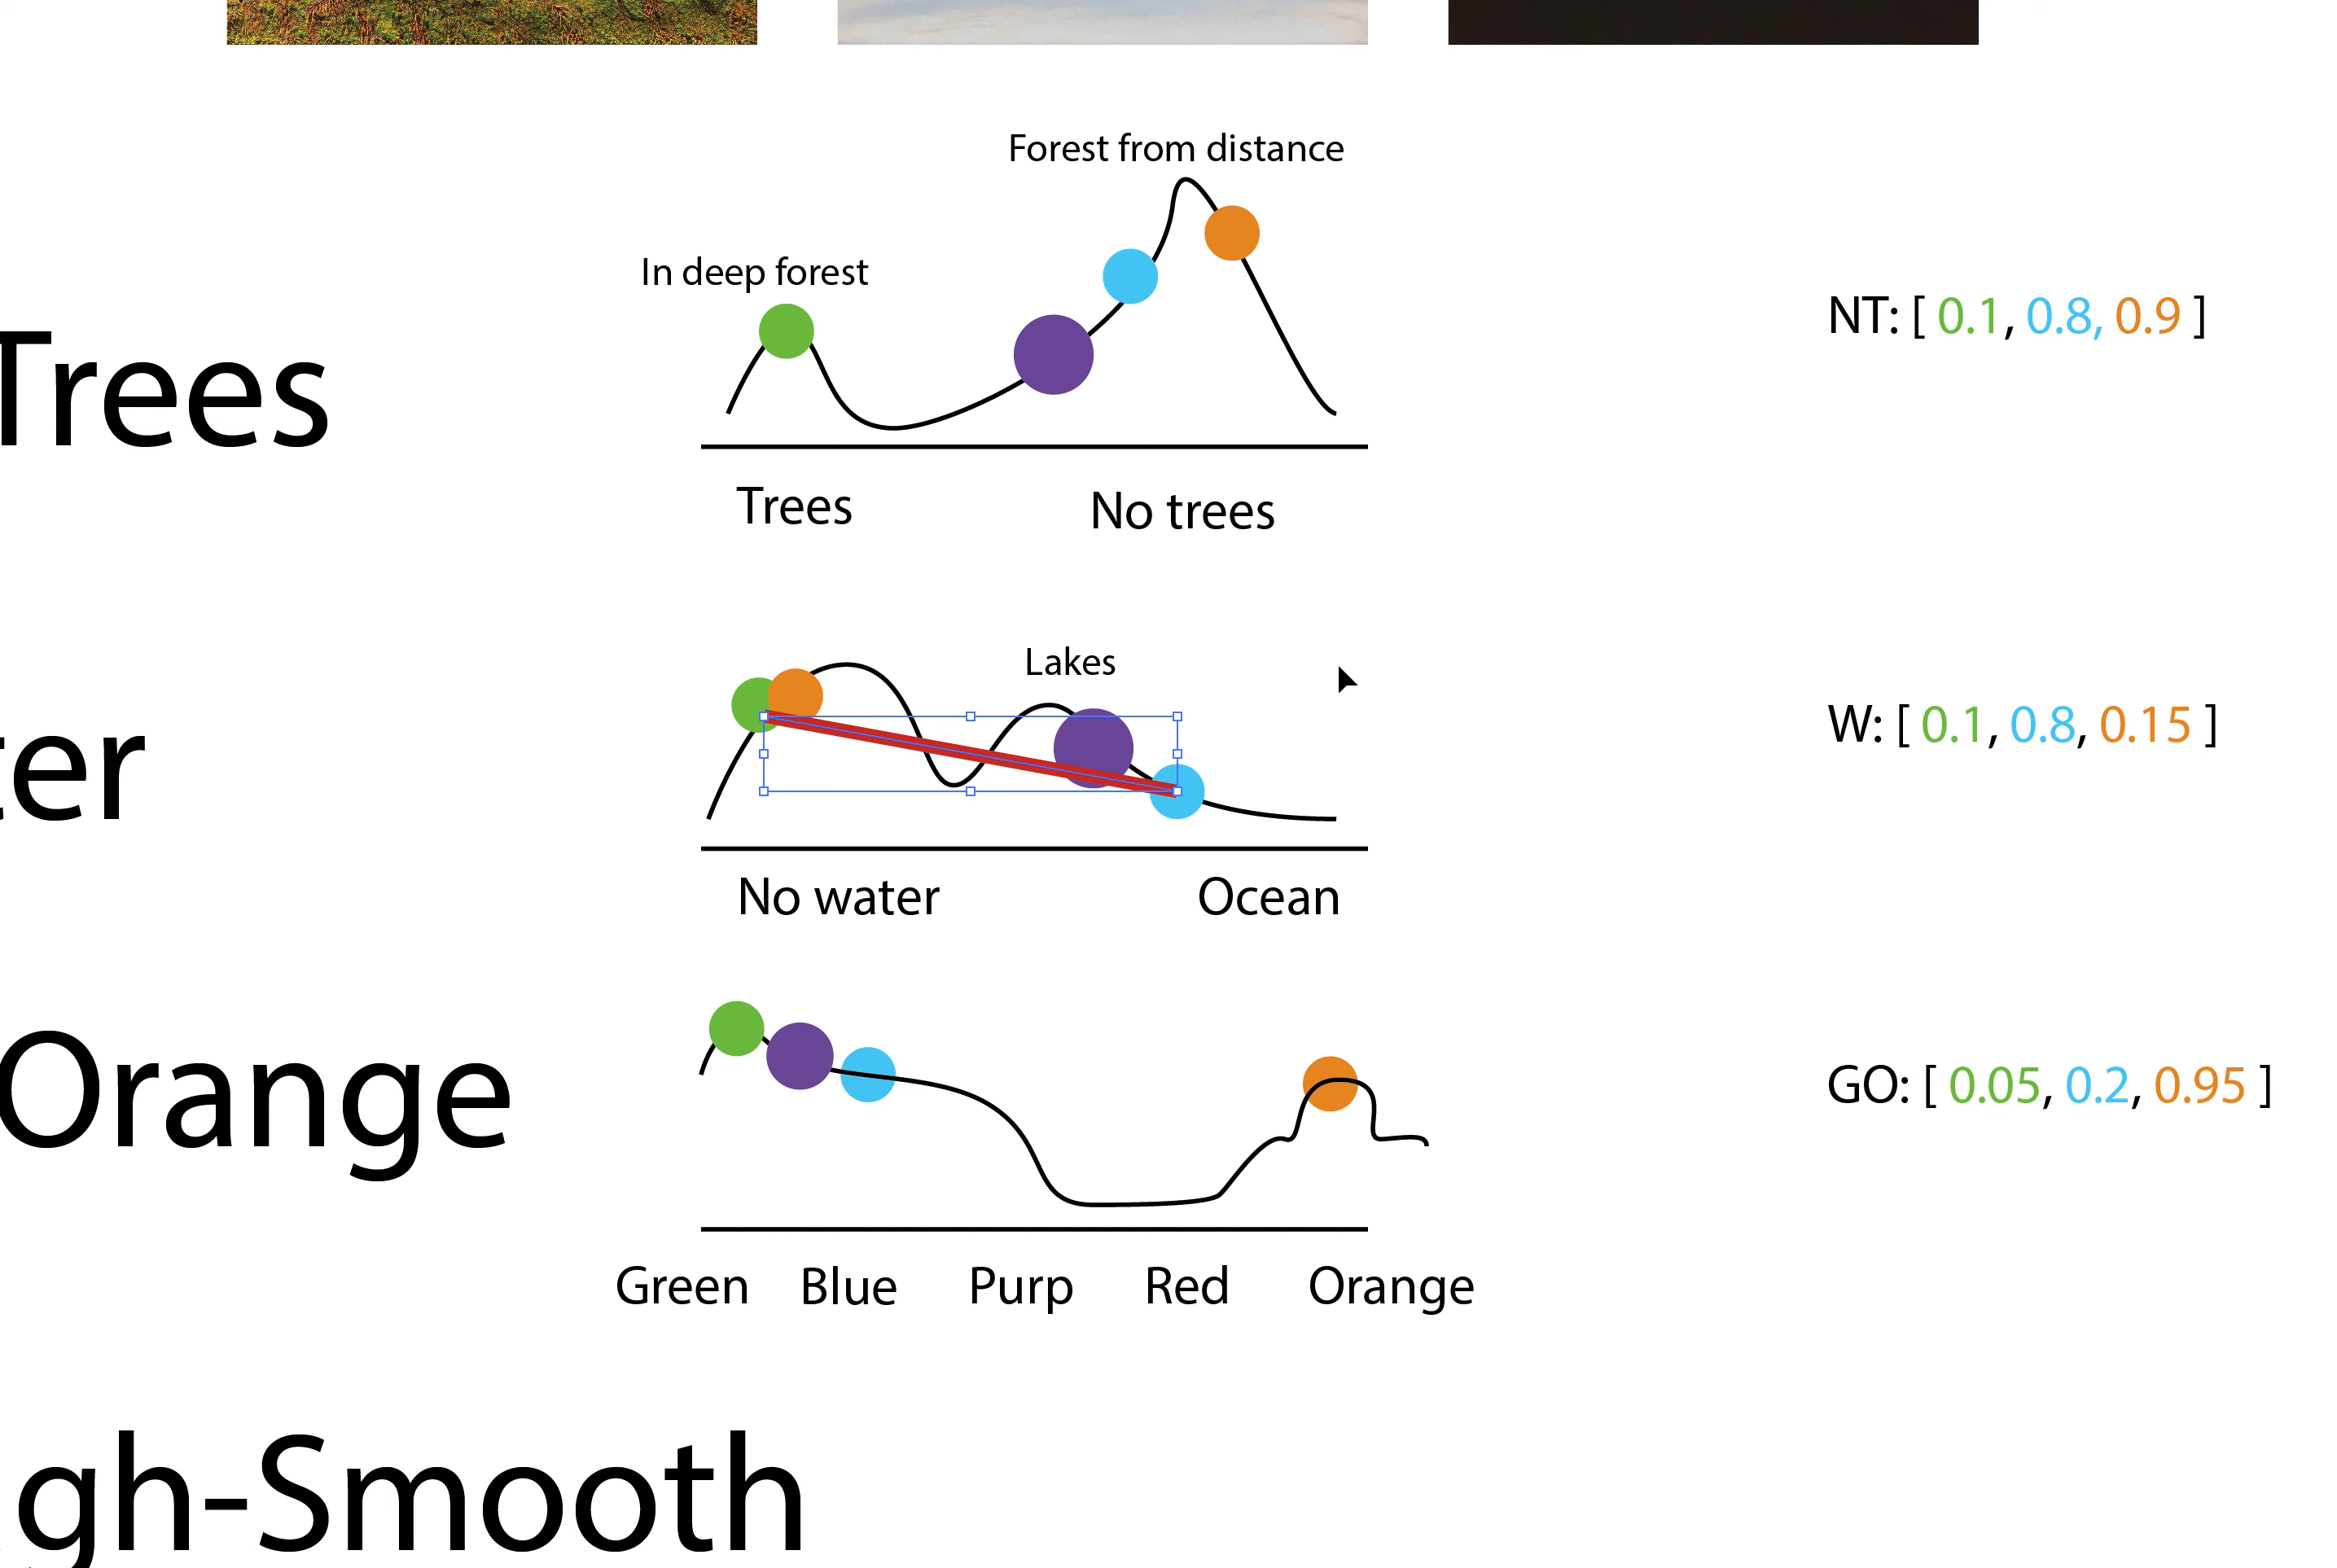 Forest from distance
In deep forest
NT: [ 0.1, 0.8, 0.9 ]
Trees
Trees
No trees
Lakes
W: [ 0.1, 0.8, 0.15 ]
ter
No water
Ocean
GO: [ 0.05, 0.2, 0.95 ]
Orange
Green Blue Purp Red Orange
gh-Smooth